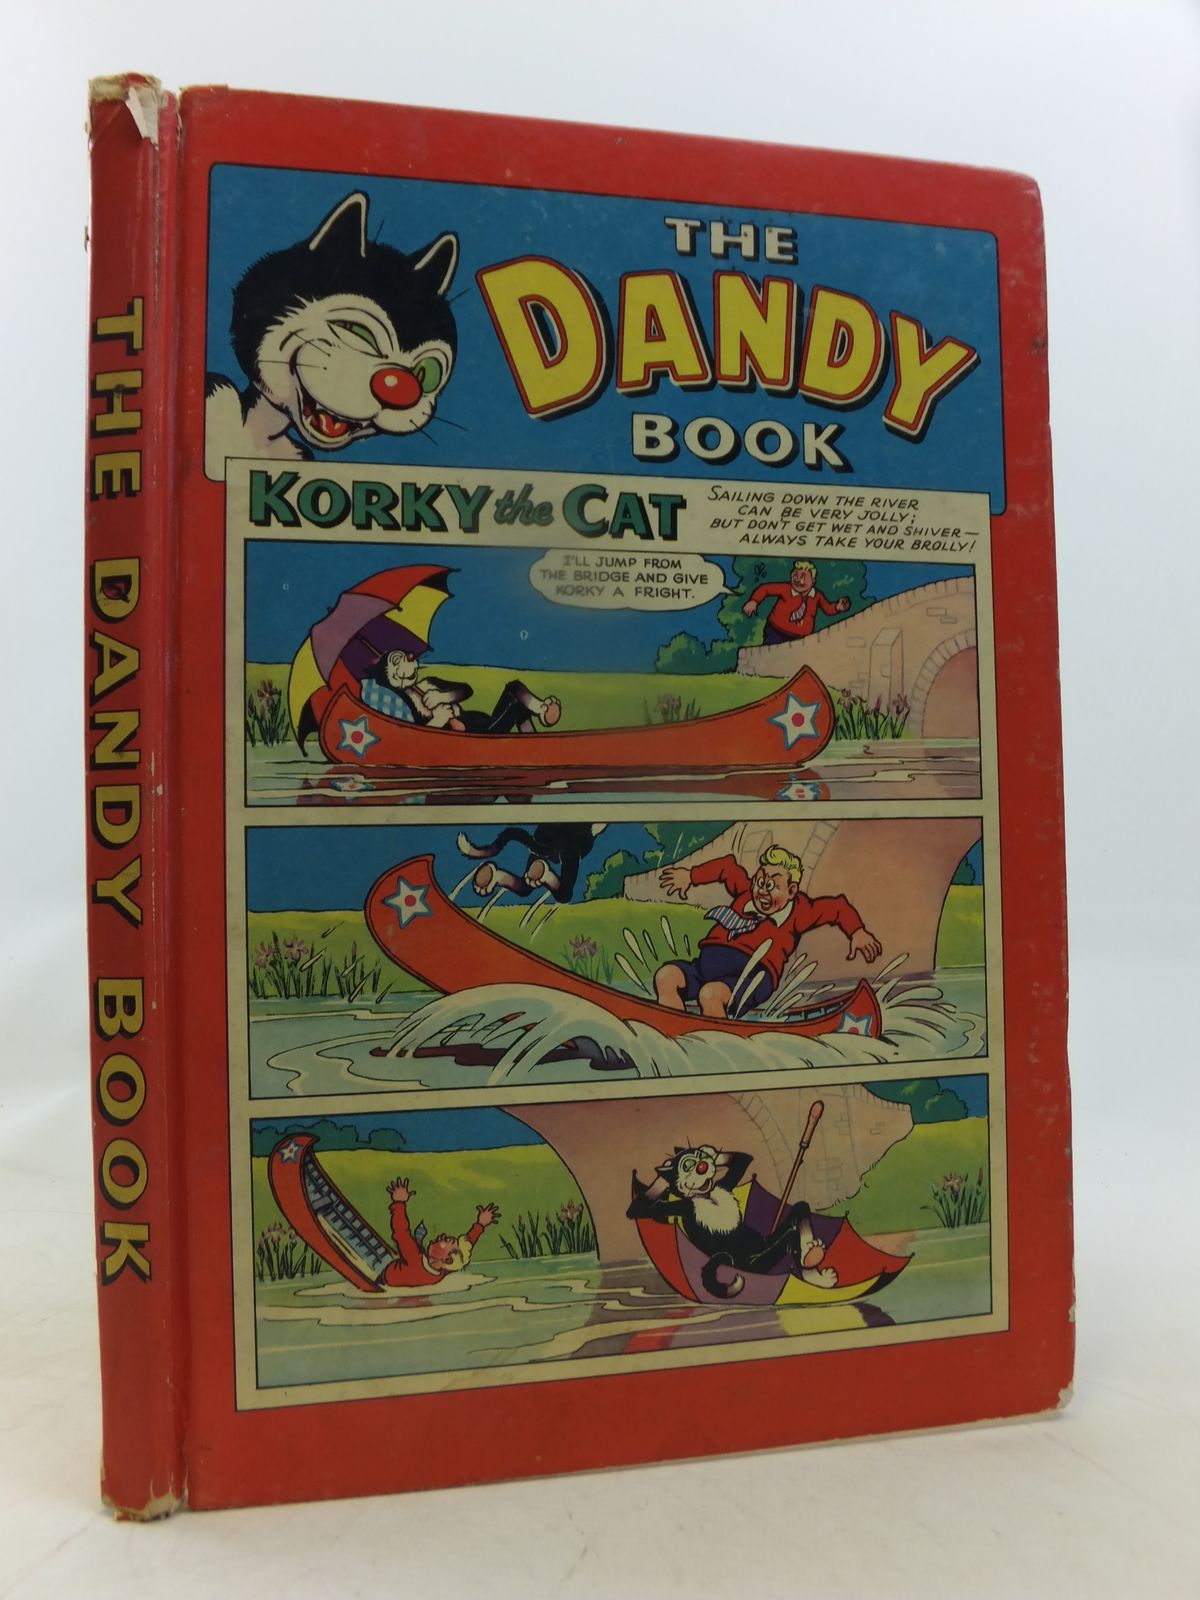 THE DANDY BOOK
THE
DANDY
BOOK
KORKY the CAT
SAILING DOWN THE RIVER
CAN BE VERY JOLLY;
BUT DON'T GET WET AND SHIVER—
ALWAYS TAKE YOUR BROLLY!
I'LL JUMP FROM
THE BRIDGE AND GIVE
KORKY A FRIGHT.